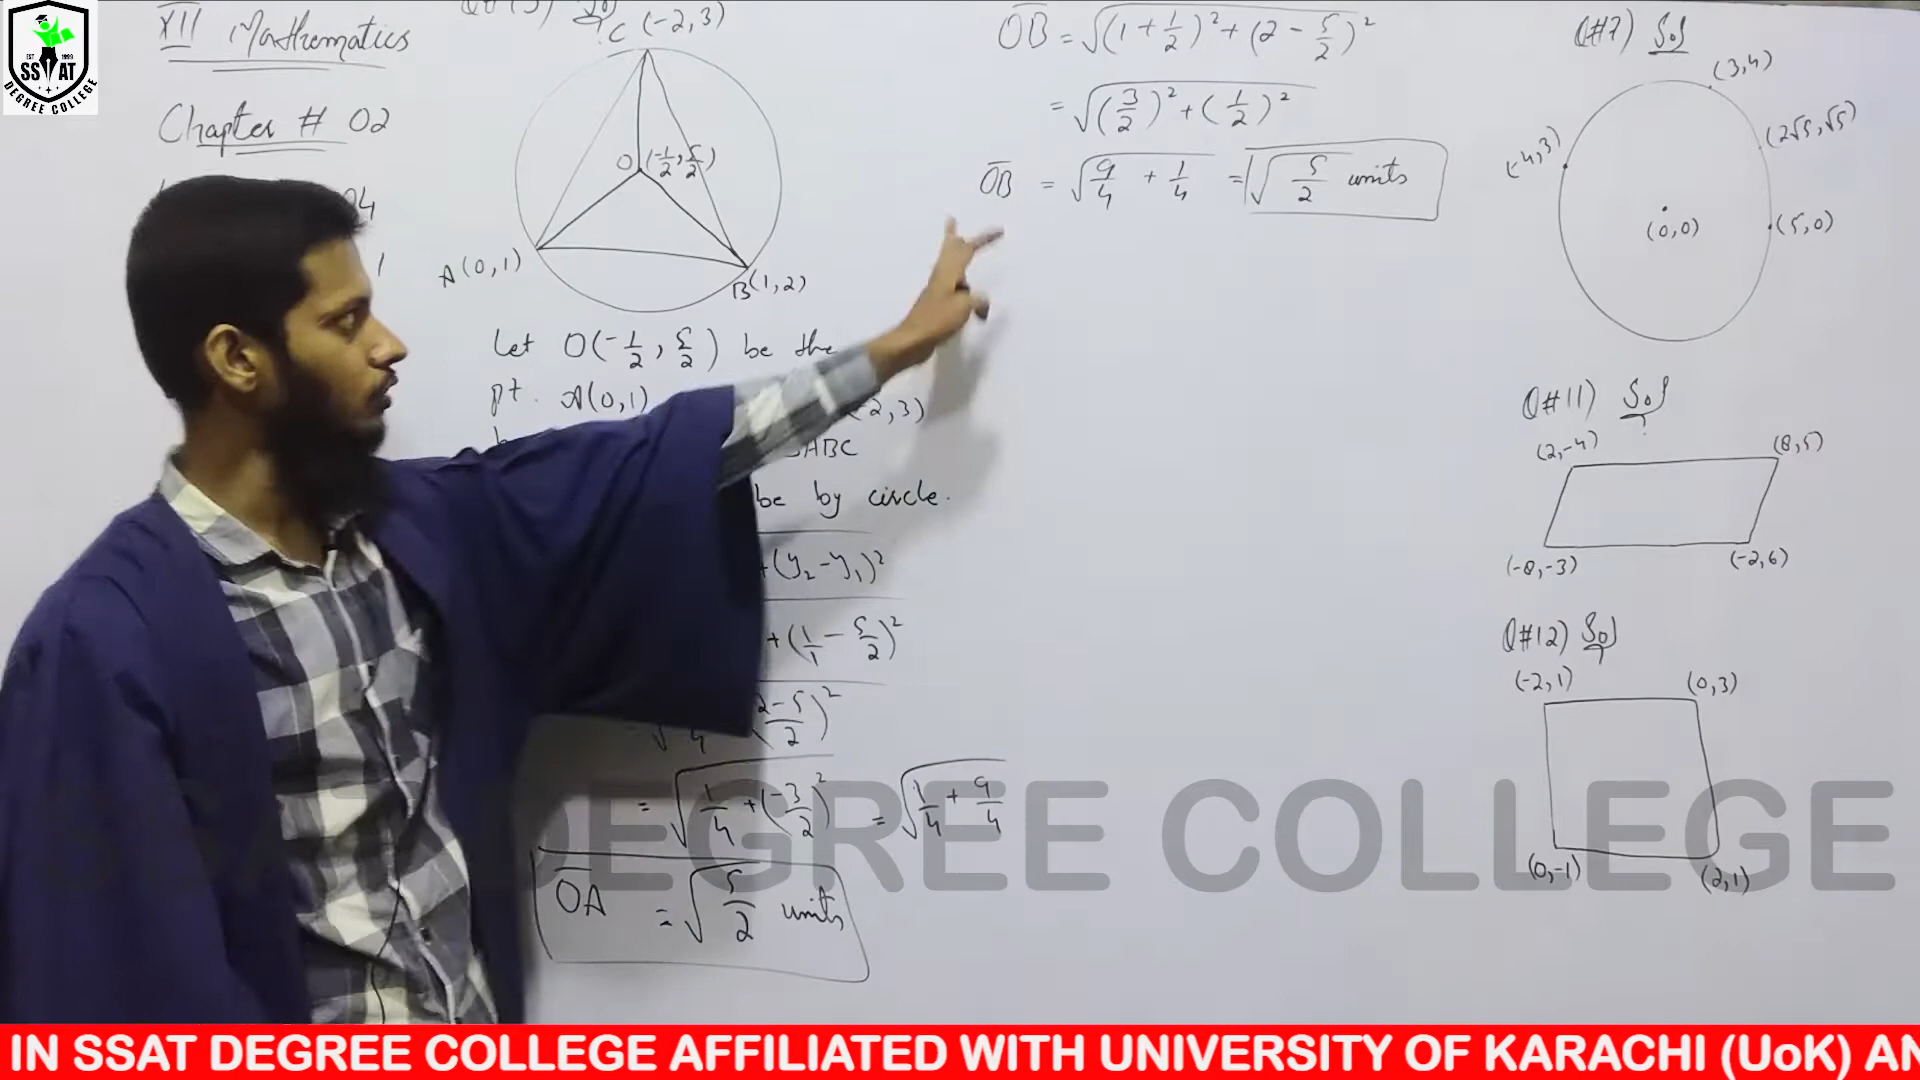 SSAT
DEGREE COLLEGE
EST 1999
XII Mathematics
Chapter # 02
C(-2,3)
O(-1/2, 5/2)
A(0,1)
B(1,2)
Let O(-1/2, 5/2) be the
pt. A(0,1) 2,3)
ABC
be by circle.
+(y₂-y₁)²
+(1/1 - 5/2)²
2-5/2)²
= √(1/4 + (-3/2)²) = √(1/4 + 9/4)
OA = √(5/2) units
OB = √((1+1/2)² + (2-5/2)²)
= √((3/2)² + (1/2)²)
OB = √(9/4 + 1/4) = √(5/2) units
Q#7) Sol
(3,4)
(2√5, √5)
(-4,3)
(0,0)
(5,0)
Q#11) Sol
(2,-4) (8,5)
(-8,-3) (-2,6)
Q#12) Sol
(-2,1) (0,3)
(0,-1) (2,1)
DEGREE COLLEGE
IN SSAT DEGREE COLLEGE AFFILIATED WITH UNIVERSITY OF KARACHI (UoK) AN